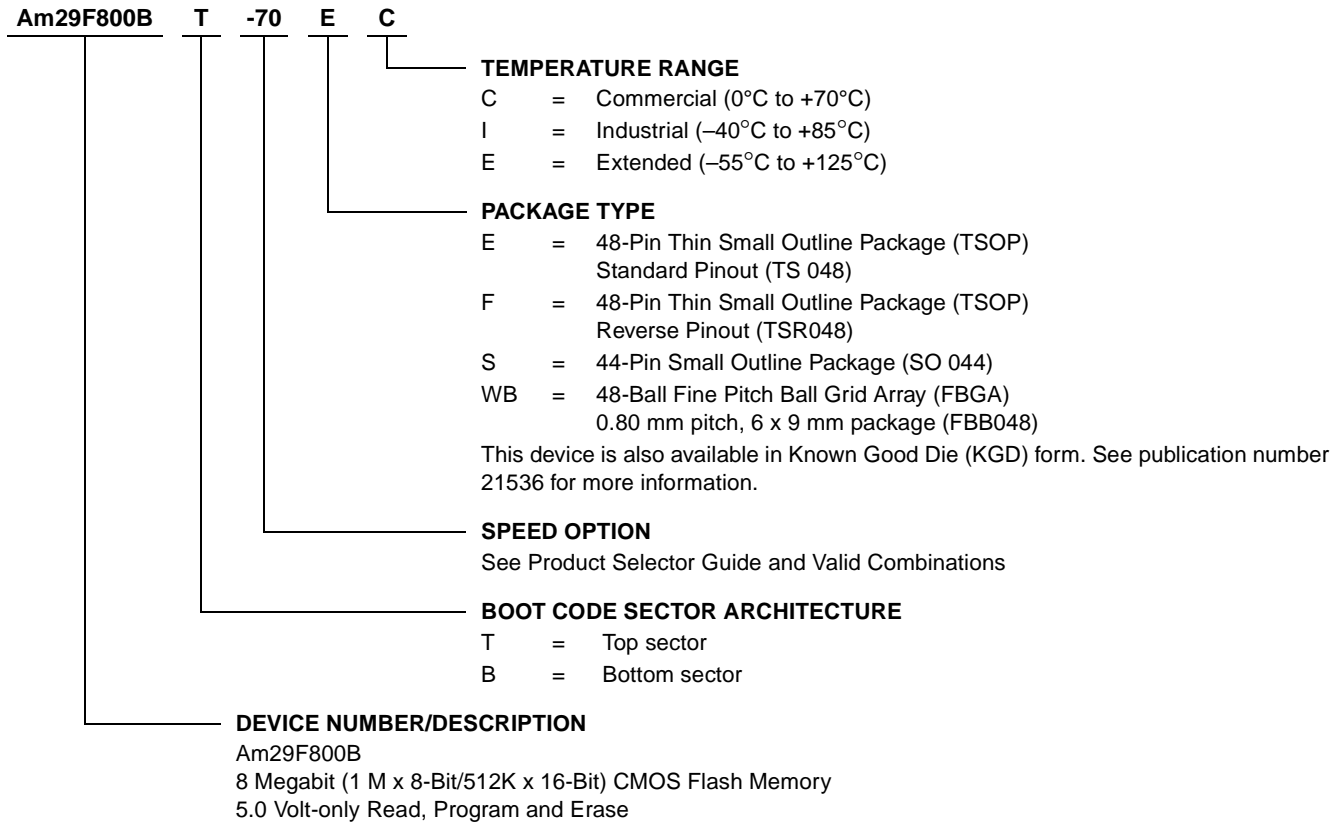 Am29F800B T -70 E C
TEMPERATURE RANGE
C = Commercial (0°C to +70°C)
I = Industrial (–40°C to +85°C)
E = Extended (–55°C to +125°C)
PACKAGE TYPE
E = 48-Pin Thin Small Outline Package (TSOP)
Standard Pinout (TS 048)
F = 48-Pin Thin Small Outline Package (TSOP)
Reverse Pinout (TSR048)
S = 44-Pin Small Outline Package (SO 044)
WB = 48-Ball Fine Pitch Ball Grid Array (FBGA)
0.80 mm pitch, 6 x 9 mm package (FBB048)
This device is also available in Known Good Die (KGD) form. See publication number
21536 for more information.
SPEED OPTION
See Product Selector Guide and Valid Combinations
BOOT CODE SECTOR ARCHITECTURE
T = Top sector
B = Bottom sector
DEVICE NUMBER/DESCRIPTION
Am29F800B
8 Megabit (1 M x 8-Bit/512K x 16-Bit) CMOS Flash Memory
5.0 Volt-only Read, Program and Erase